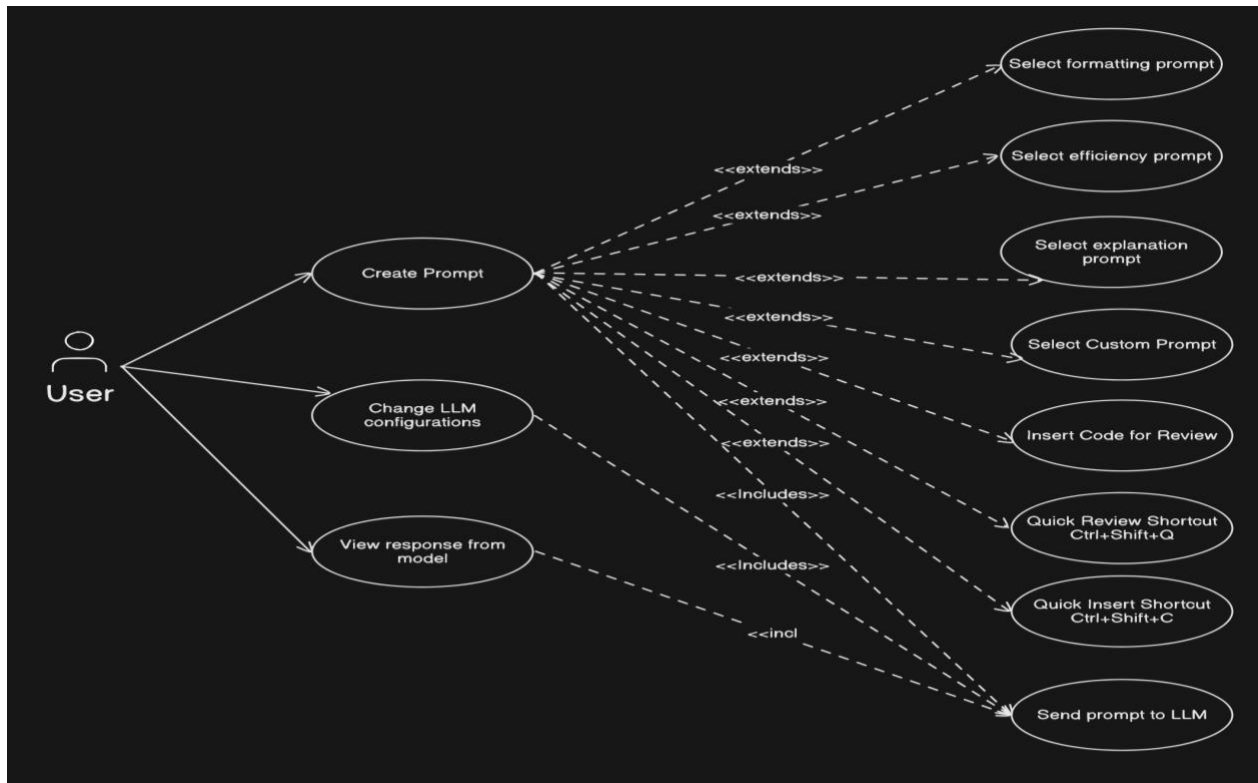 Select formatting prompt
Select efficiency prompt
<<extends>>
<<extends>>
Select explanation
prompt
Create Prompt
<<extends>>
<<extends>>
Select Custom Prompt
<<extends>>
User
<<extends>>
Change LLM
configurations
Insert Code for Review
<<extends>>
<<Includes>>
Quick Review Shortcut
Ctrl+Shift+Q
View response from
model
<<Includes>>
Quick Insert Shortcut
Ctrl+Shift+C
<<incl
Send prompt to LLM